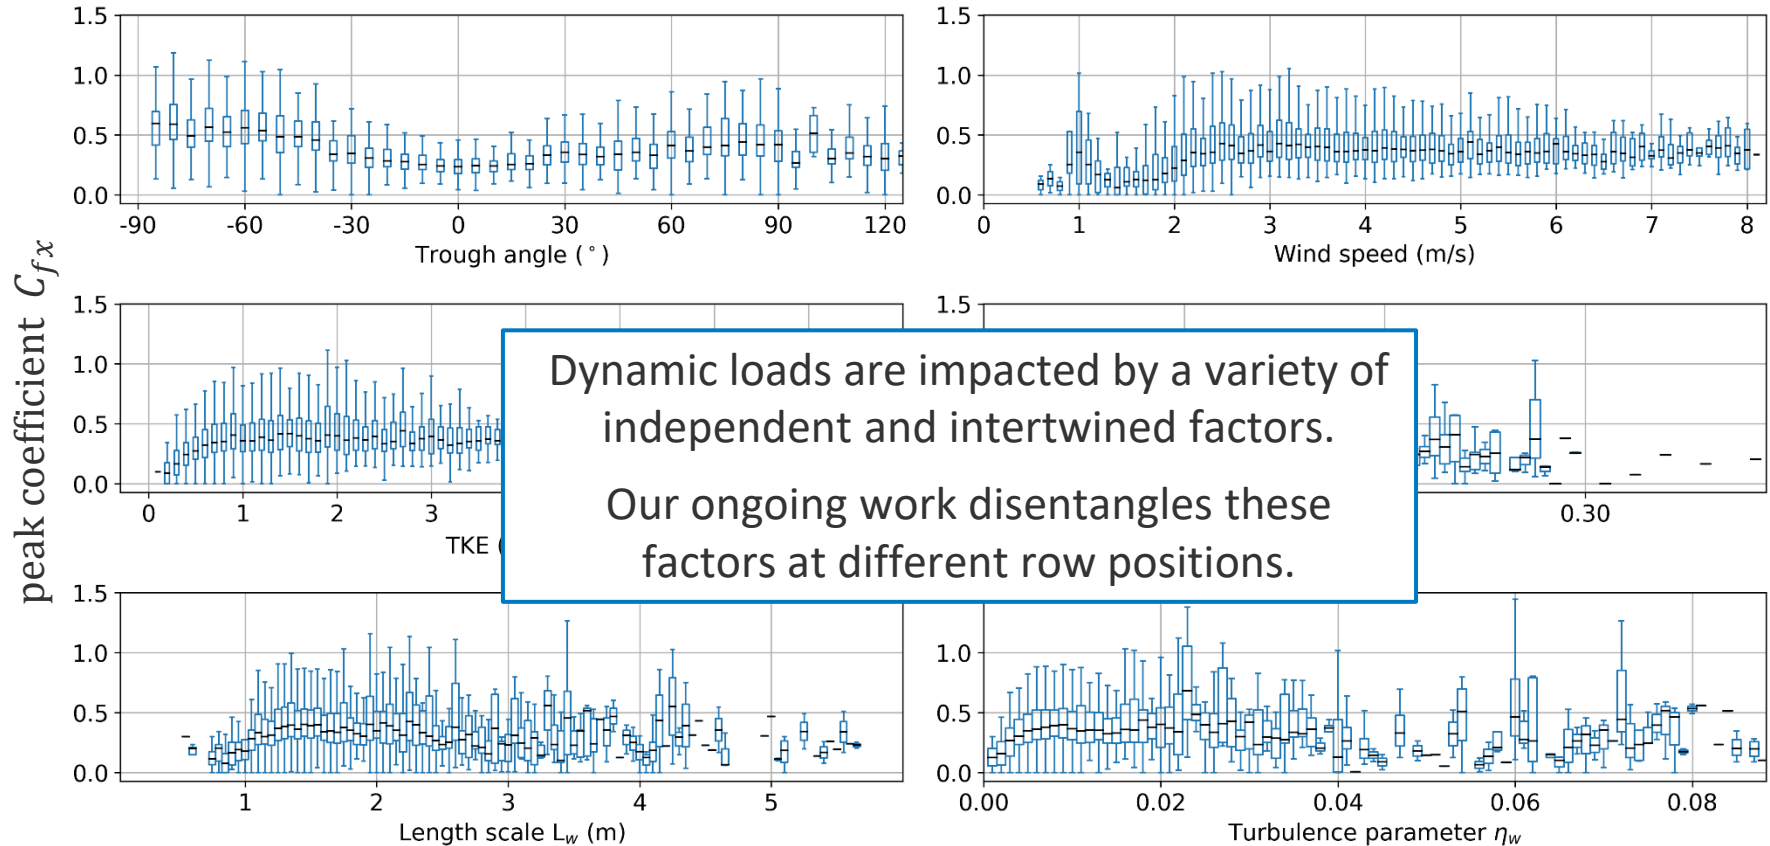 peak coefficient C_fx
1.5
1.0
0.5
0.0
-90 -60 -30 0 30 60 90 120
Trough angle (°)
1.5
1.0
0.5
0.0
0 1 2 3 4 5 6 7 8
Wind speed (m/s)
1.5
1.0
0.5
0.0
0 1 2 3
TKE (
1.5
0.30
Dynamic loads are impacted by a variety of
independent and intertwined factors.
Our ongoing work disentangles these
factors at different row positions.
1.5
1.0
0.5
0.0
1 2 3 4 5
Length scale L_w (m)
1.0
0.5
0.0
0.00 0.02 0.04 0.06 0.08
Turbulence parameter η_w